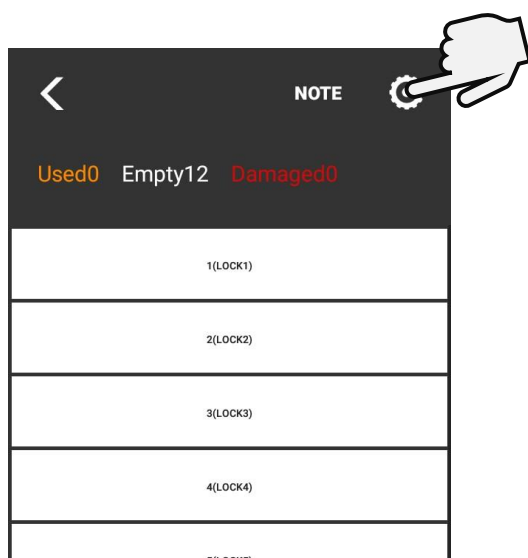 NOTE
Used0 Empty12 Damaged0
1(LOCK1)
2(LOCK2)
3(LOCK3)
4(LOCK4)